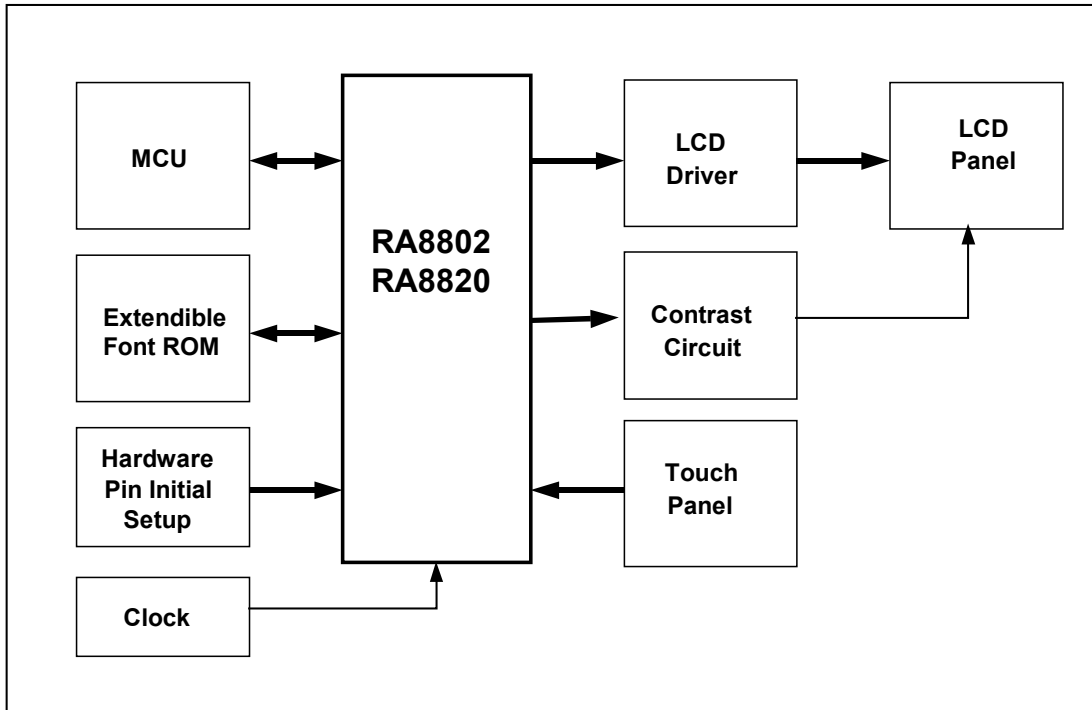 MCU
Extendible
Font ROM
Hardware
Pin Initial
Setup
Clock
RA8802
RA8820
LCD
Driver
Contrast
Circuit
Touch
Panel
LCD
Panel